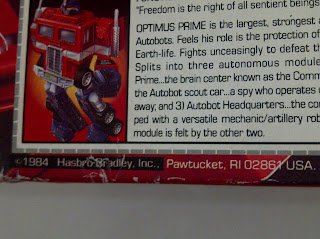 "Freedom is the right of all sentient beings
OPTIMUS PRIME is the largest, strongest
Autobots. Feels his role is the protection of
Earth-life. Fights unceasingly to defeat th
Splits into three autonomous module
Prime...the brain center known as the Comm
the Autobot scout car...a spy who operates
away, and 3) Autobot Headquarters...the co
ped with a versatile mechanic/artillery rob
module is felt by the other two.
©1984 Hasbro Bradley, Inc., Pawtucket, RI 02861 USA.